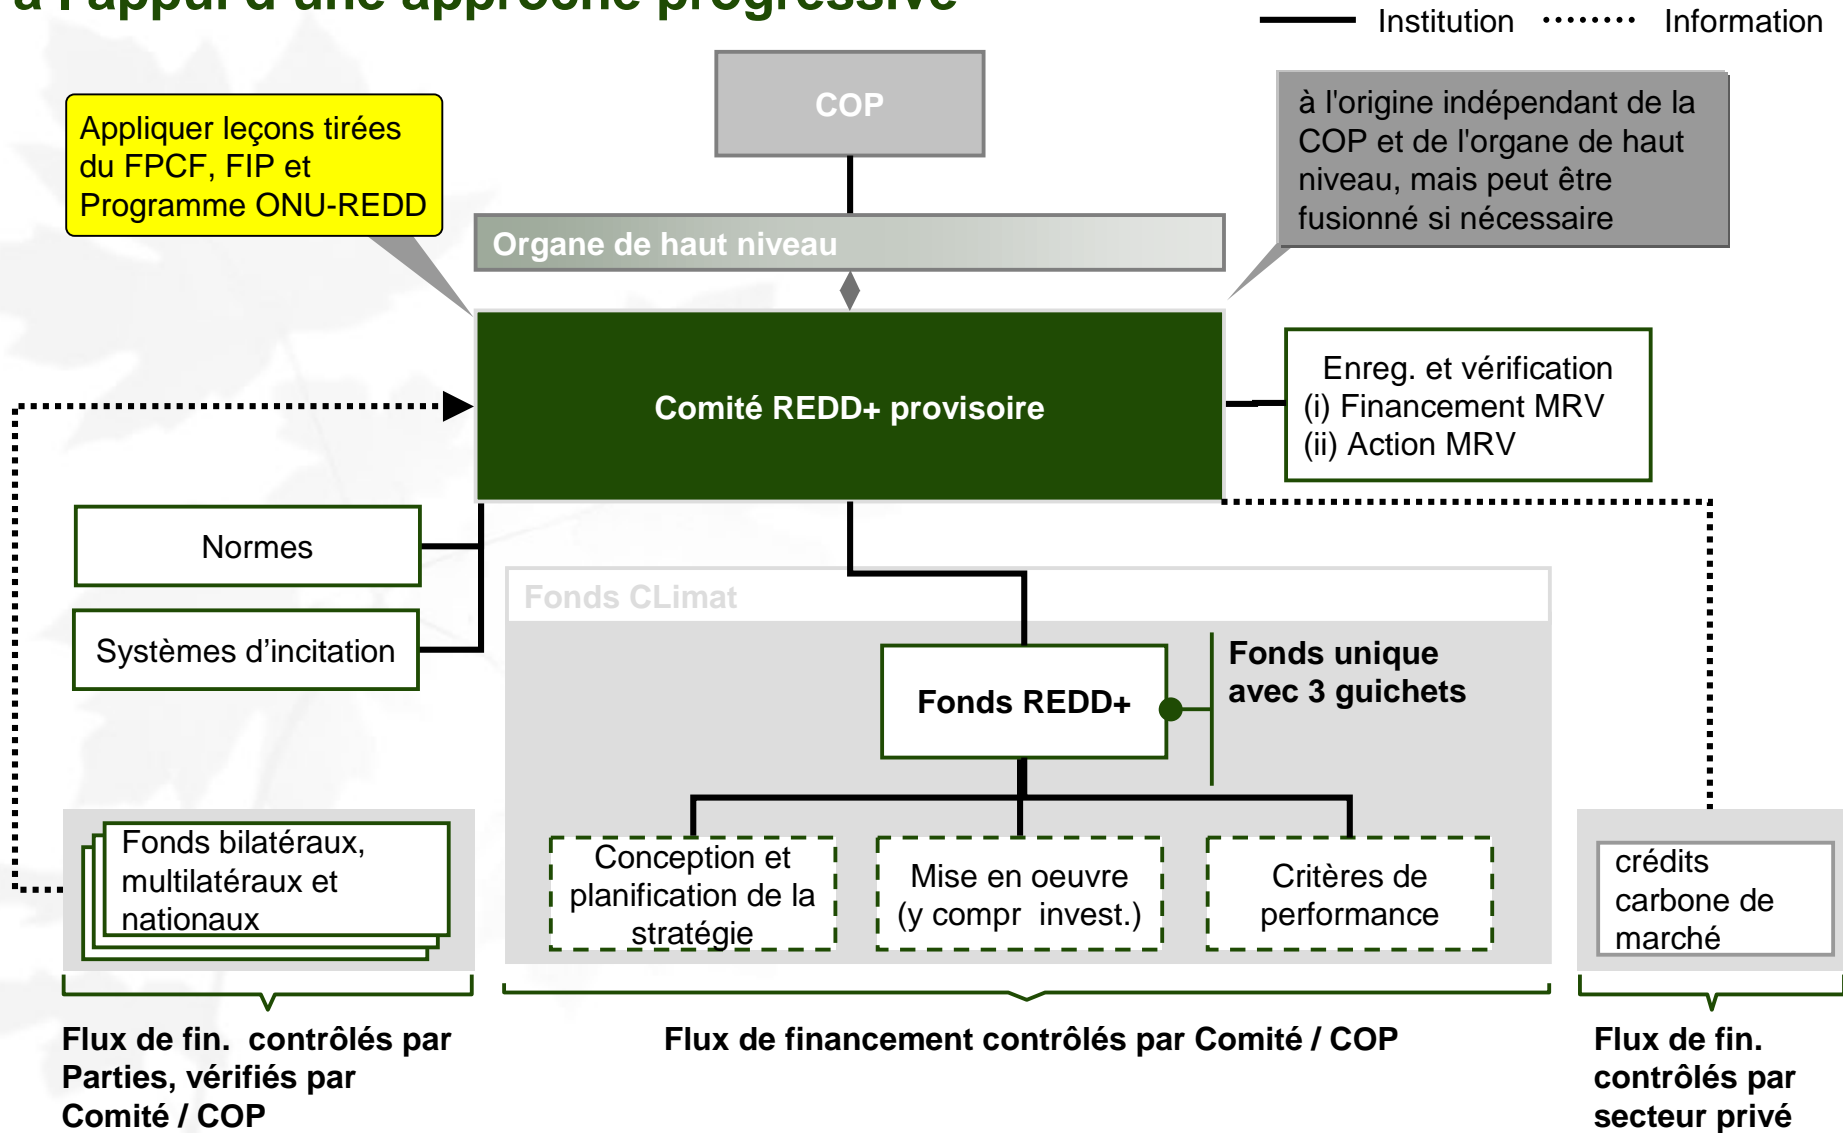 à l'appui d'une approche progressive
Institution
Information
COP
Appliquer leçons tirées
du FPCF, FIP et
Programme ONU-REDD
à l'origine indépendant de la
COP et de l'organe de haut
niveau, mais peut être
fusionné si nécessaire
Organe de haut niveau
Comité REDD+ provisoire
Enreg. et vérification
(i) Financement MRV
(ii) Action MRV
Normes
Systèmes d’incitation
Fonds CLimat
Fonds REDD+
Fonds unique
avec 3 guichets
Fonds bilatéraux,
multilatéraux et
nationaux
Conception et
planification de la
stratégie
Mise en oeuvre
(y compr  invest.)
Critères de
performance
crédits
carbone de
marché
Flux de fin.  contrôlés par
Parties, vérifiés par
Comité / COP
Flux de financement contrôlés par Comité / COP
Flux de fin.
contrôlés par
secteur privé